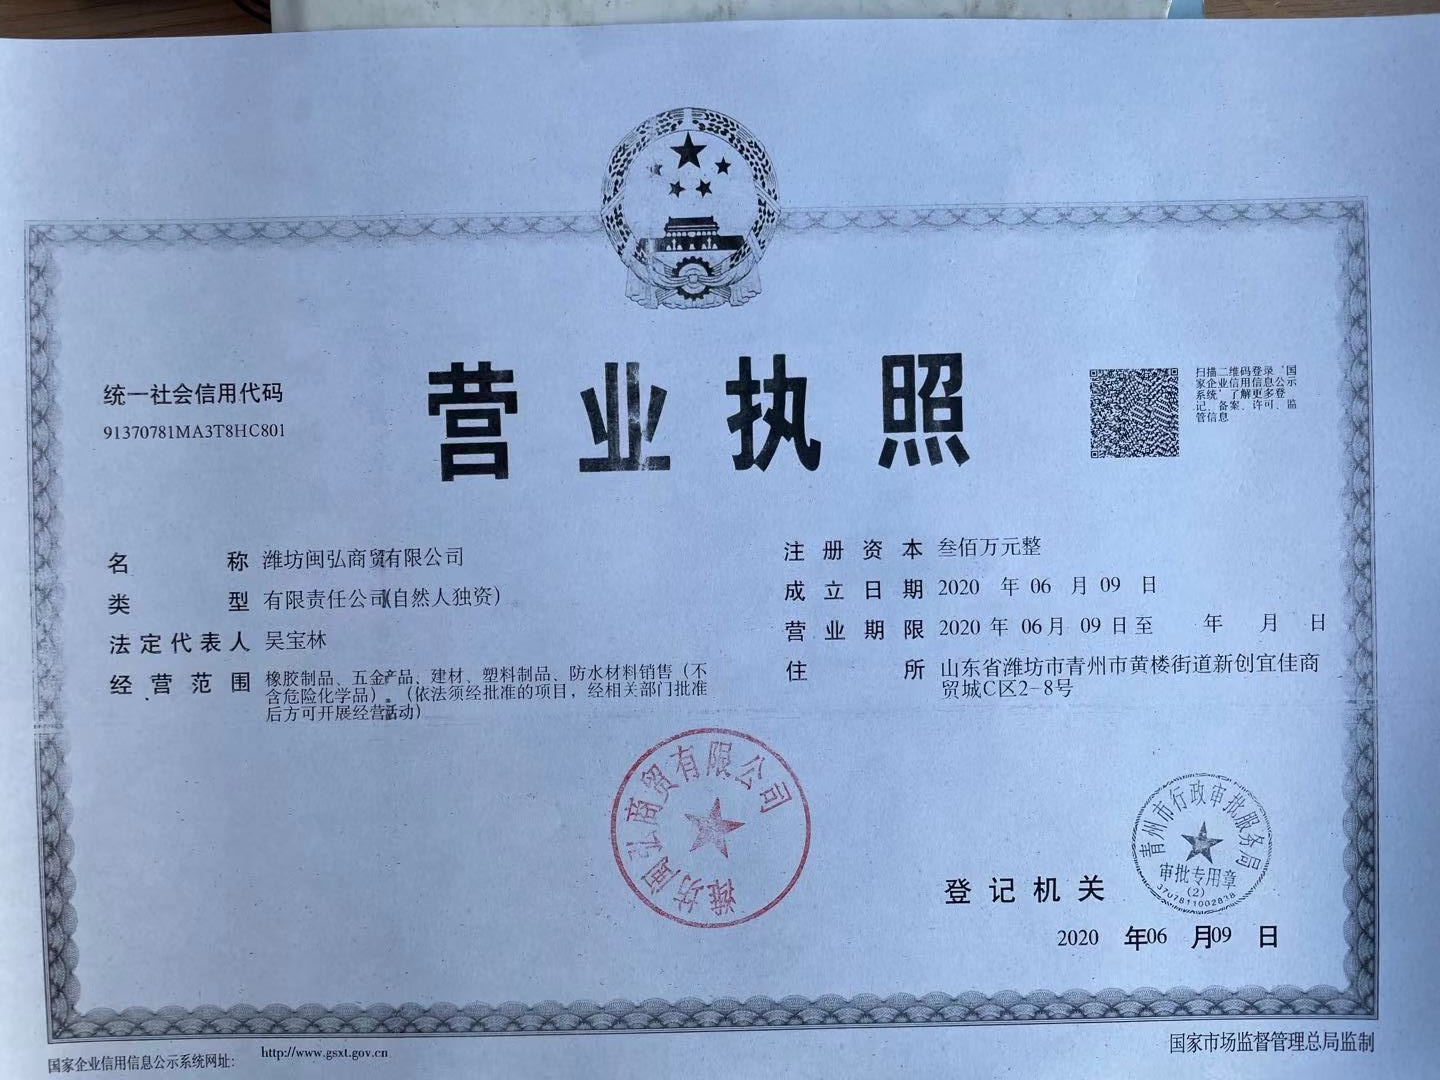 营业执照
统一社会信用代码
91370781MA3T8HC801
扫描二维码登录‘国
家企业信用信息公示
系统’了解更多登
记、备案、许可、监
管信息
名 称 潍坊闽弘商贸有限公司
类 型 有限责任公司(自然人独资)
法定代表人 吴宝林
经营范围 橡胶制品、五金产品、建材、塑料制品、防水材料销售（不
含危险化学品）。（依法须经批准的项目，经相关部门批准
后方可开展经营活动）
注册资本 叁佰万元整
成立日期 2020 年 06 月 09 日
营业期限 2020 年 06 月 09 日至 年 月 日
住 所 山东省潍坊市青州市黄楼街道新创宜佳商
贸城C区2-8号
潍坊闽弘商贸有限公司
青州市行政审批服务局
审批专用章
(2)
3707811002838
登记机关
2020 年06 月09 日
国家企业信用信息公示系统网址： http://www.gsxt.gov.cn
国家市场监督管理总局监制